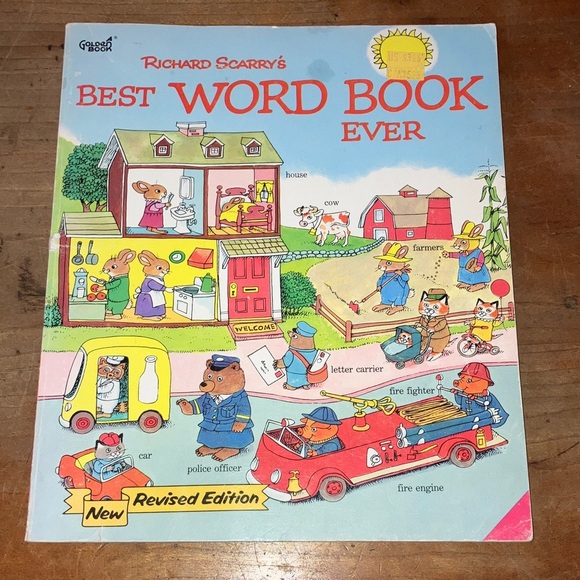 GOLDEN
BOOK
RICHARD SCARRY'S
BEST WORD BOOK
EVER
house
cow
farmers
WELCOME
letter carrier
fire fighter
car
police officer
fire engine
New Revised Edition